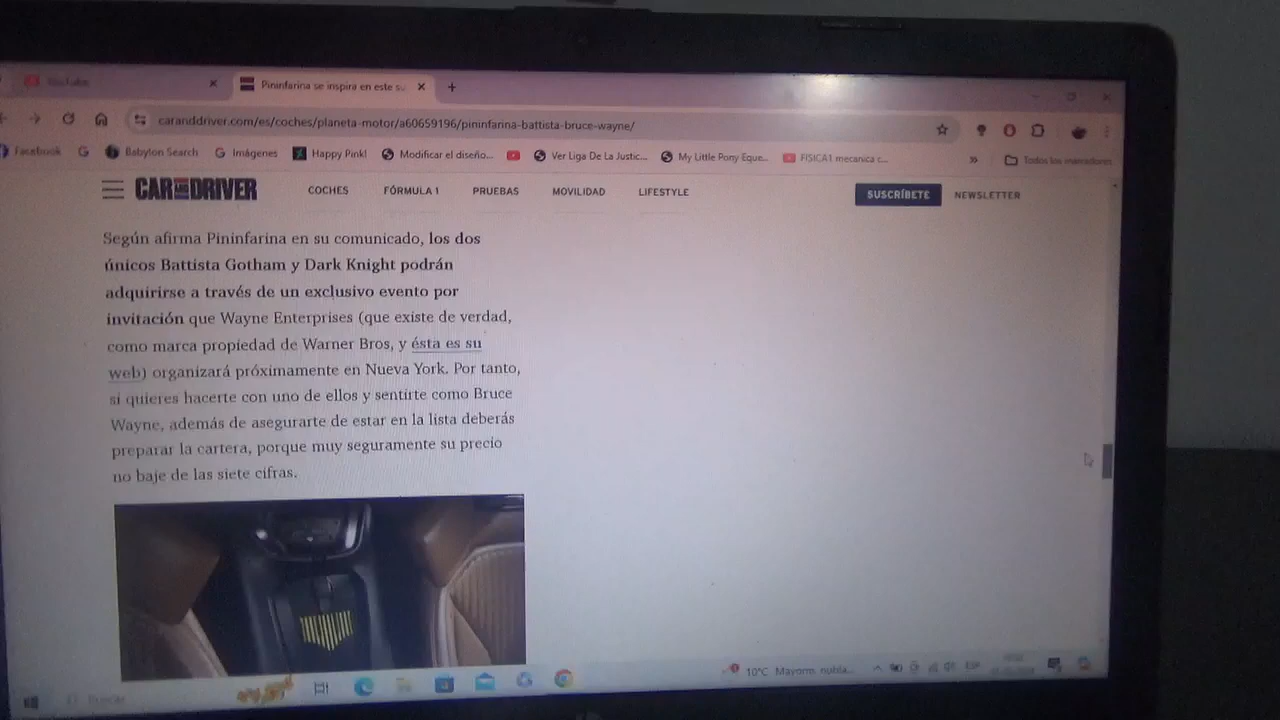 YouTube
Pininfarina se inspira en este su
caranddriver.com/es/coches/planeta-motor/a60659196/pininfarina-battista-bruce-wayne/
Facebook
Babylon Search
Imágenes
Happy Pink!
Modificar el diseño...
Ver Liga De La Justic...
My Little Pony Eque...
FISICA1 mecanica c...
»
Todos los marcadores
CAR AND DRIVER
COCHES
FÓRMULA 1
PRUEBAS
MOVILIDAD
LIFESTYLE
SUSCRÍBETE
NEWSLETTER
Según afirma Pininfarina en su comunicado, los dos
únicos Battista Gotham y Dark Knight podrán
adquirirse a través de un exclusivo evento por
invitación que Wayne Enterprises (que existe de verdad,
como marca propiedad de Warner Bros, y ésta es su
web) organizará próximamente en Nueva York. Por tanto,
si quieres hacerte con uno de ellos y sentirte como Bruce
Wayne, además de asegurarte de estar en la lista deberás
preparar la cartera, porque muy seguramente su precio
no baje de las siete cifras.
10°C Mayorm. nubla...
ESP